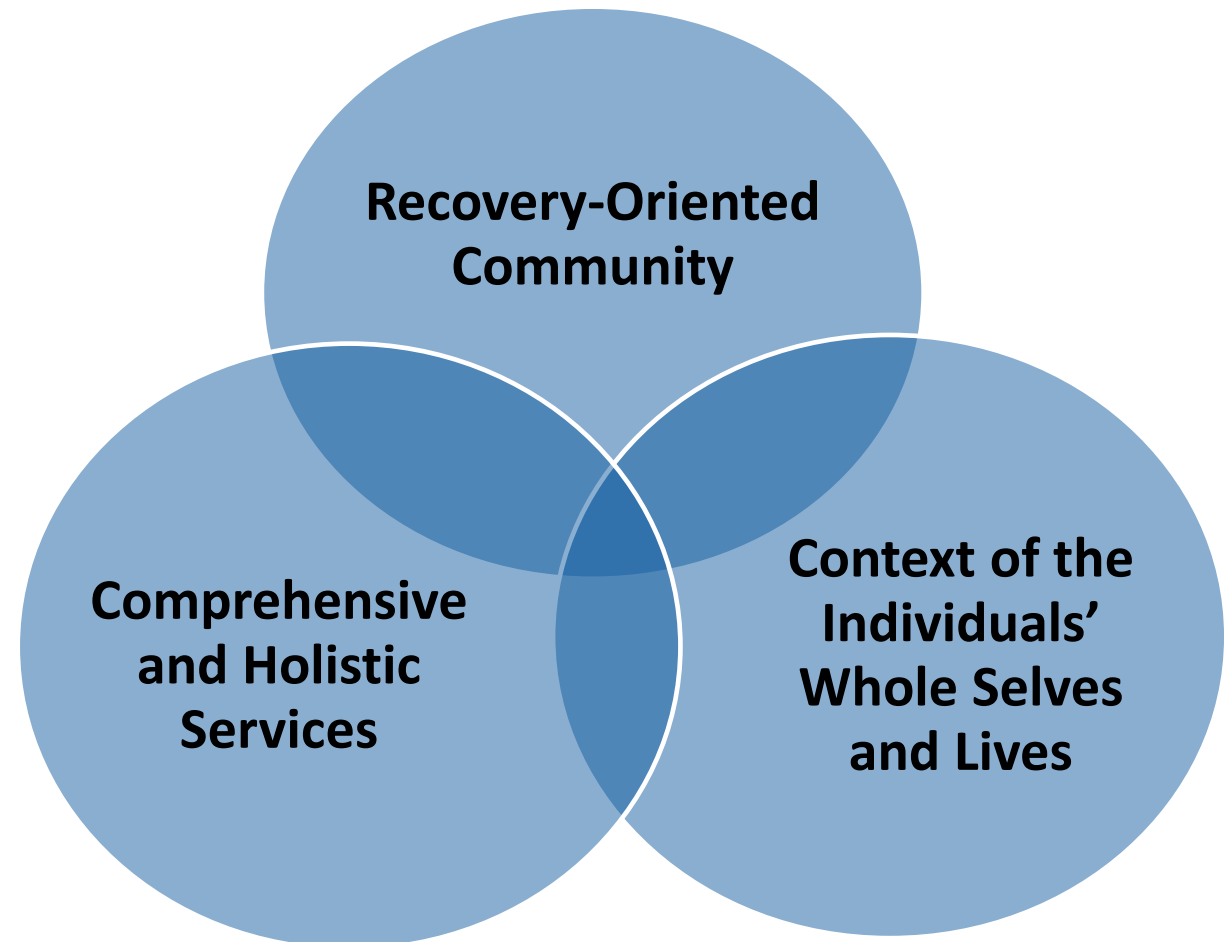 Recovery-Oriented
Community
Comprehensive
and Holistic
Services
Context of the
Individuals’
Whole Selves
and Lives